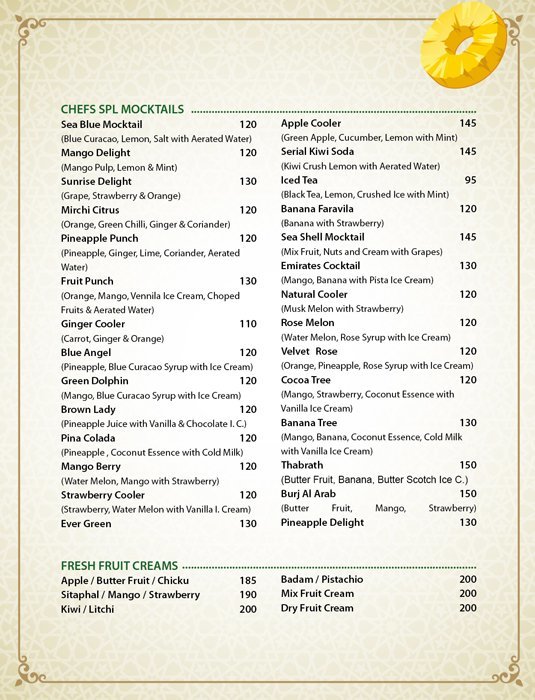 CHEFS SPL MOCKTAILS
Sea Blue Mocktail 120
(Blue Curacao, Lemon, Salt with Aerated Water)
Mango Delight 120
(Mango Pulp, Lemon & Mint)
Sunrise Delight 130
(Grape, Strawberry & Orange)
Mirchi Citrus 120
(Orange, Green Chilli, Ginger & Coriander)
Pineapple Punch 120
(Pineapple, Ginger, Lime, Coriander, Aerated
Water)
Fruit Punch 130
(Orange, Mango, Vennila Ice Cream, Choped
Fruits & Aerated Water)
Ginger Cooler 110
(Carrot, Ginger & Orange)
Blue Angel 120
(Pineapple, Blue Curacao Syrup with Ice Cream)
Green Dolphin 120
(Mango, Blue Curacao Syrup with Ice Cream)
Brown Lady 120
(Pineapple Juice with Vanilla & Chocolate I. C.)
Pina Colada 120
(Pineapple , Coconut Essence with Cold Milk)
Mango Berry 120
(Water Melon, Mango with Strawberry)
Strawberry Cooler 120
(Strawberry, Water Melon with Vanilla I. Cream)
Ever Green 130
Apple Cooler 145
(Green Apple, Cucumber, Lemon with Mint)
Serial Kiwi Soda 145
(Kiwi Crush Lemon with Aerated Water)
Iced Tea 95
(Black Tea, Lemon, Crushed Ice with Mint)
Banana Faravila 120
(Banana with Strawberry)
Sea Shell Mocktail 145
(Mix Fruit, Nuts and Cream with Grapes)
Emirates Cocktail 130
(Mango, Banana with Pista Ice Cream)
Natural Cooler 120
(Musk Melon with Strawberry)
Rose Melon 120
(Water Melon, Rose Syrup with Ice Cream)
Velvet Rose 120
(Orange, Pineapple, Rose Syrup with Ice Cream)
Cocoa Tree 120
(Mango, Strawberry, Coconut Essence with
Vanilla Ice Cream)
Banana Tree 130
(Mango, Banana, Coconut Essence, Cold Milk
with Vanilla Ice Cream)
Thabrath 150
(Butter Fruit, Banana, Butter Scotch Ice C.)
Burj Al Arab 150
(Butter Fruit, Mango, Strawberry)
Pineapple Delight 130
FRESH FRUIT CREAMS
Apple / Butter Fruit / Chicku 185
Sitaphal / Mango / Strawberry 190
Kiwi / Litchi 200
Badam / Pistachio 200
Mix Fruit Cream 200
Dry Fruit Cream 200